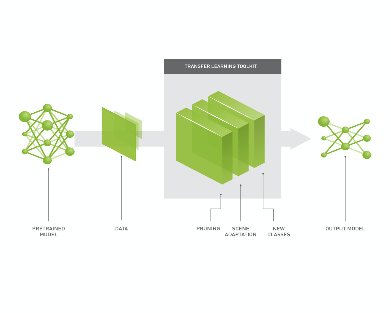 TRANSFER LEARNING TOOLKIT
PRETRAINED
MODEL
DATA
PRUNING
SCENE
ADAPTATION
NEW
CLASSES
OUTPUT MODEL